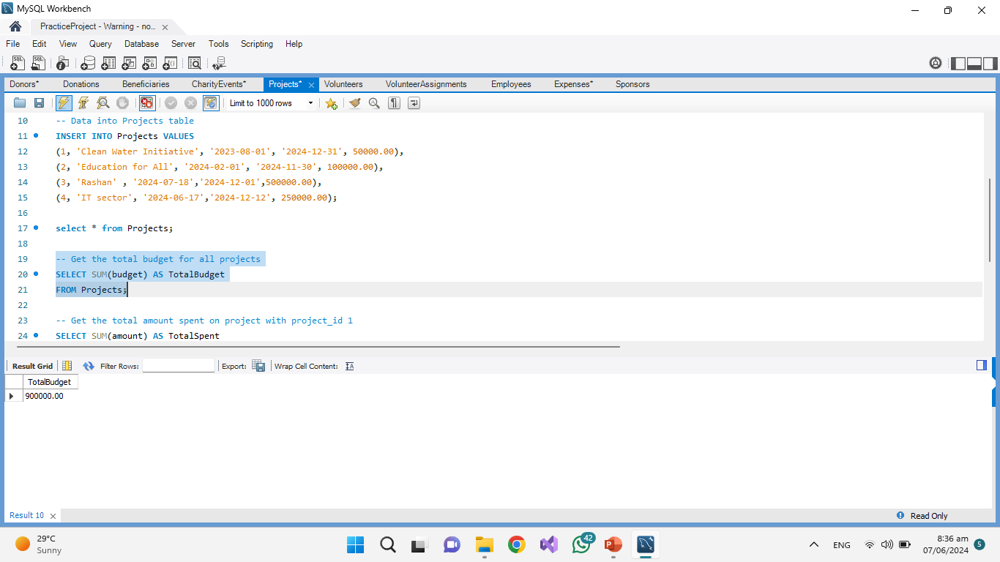 MySQL Workbench
PracticeProject - Warning - no...
File Edit View Query Database Server Tools Scripting Help
Donors* Donations Beneficiaries CharityEvents* Projects* Volunteers VolunteerAssignments Employees Expenses* Sponsors
Limit to 1000 rows
10 -- Data into Projects table
11 INSERT INTO Projects VALUES
12 (1, 'Clean Water Initiative', '2023-08-01', '2024-12-31', 50000.00),
13 (2, 'Education for All', '2024-02-01', '2024-11-30', 100000.00),
14 (3, 'Rashan' , '2024-07-18','2024-12-01',500000.00),
15 (4, 'IT sector', '2024-06-17','2024-12-12', 250000.00);
16
17 select * from Projects;
18
19 -- Get the total budget for all projects
20 SELECT SUM(budget) AS TotalBudget
21 FROM Projects;
22
23 -- Get the total amount spent on project with project_id 1
24 SELECT SUM(amount) AS TotalSpent
Result Grid Filter Rows: Export: Wrap Cell Content:
TotalBudget
900000.00
Result 10 Read Only
29°C
Sunny
42
ENG
8:36 am
07/06/2024
5